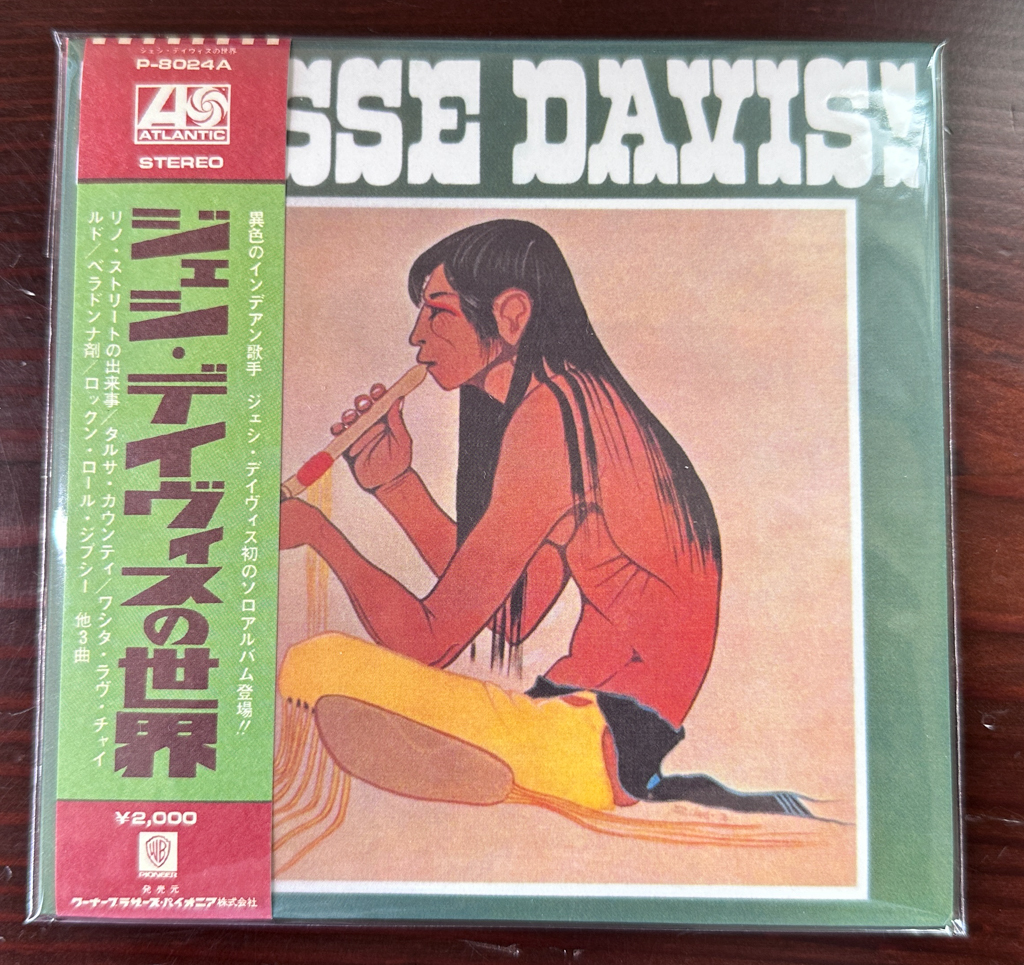 ジェシ・デイヴィスの世界
P-8024A
ATLANTIC
STEREO
SSE DAVIS!
異色のインデアン歌手 ジェシ・デイヴィス初のソロアルバム登場!!
ジェシ・デイヴィスの世界
リノ・ストリートの出来事/タルサ・カウンティ/ワシタ・ラヴ・チャイ
ルド/ベラドンナ剤/ロックン・ロール・ジプシー 他3曲
¥2,000
WB
PIONEER
発売元
ワーナーブラザーズ・パイオニア株式会社